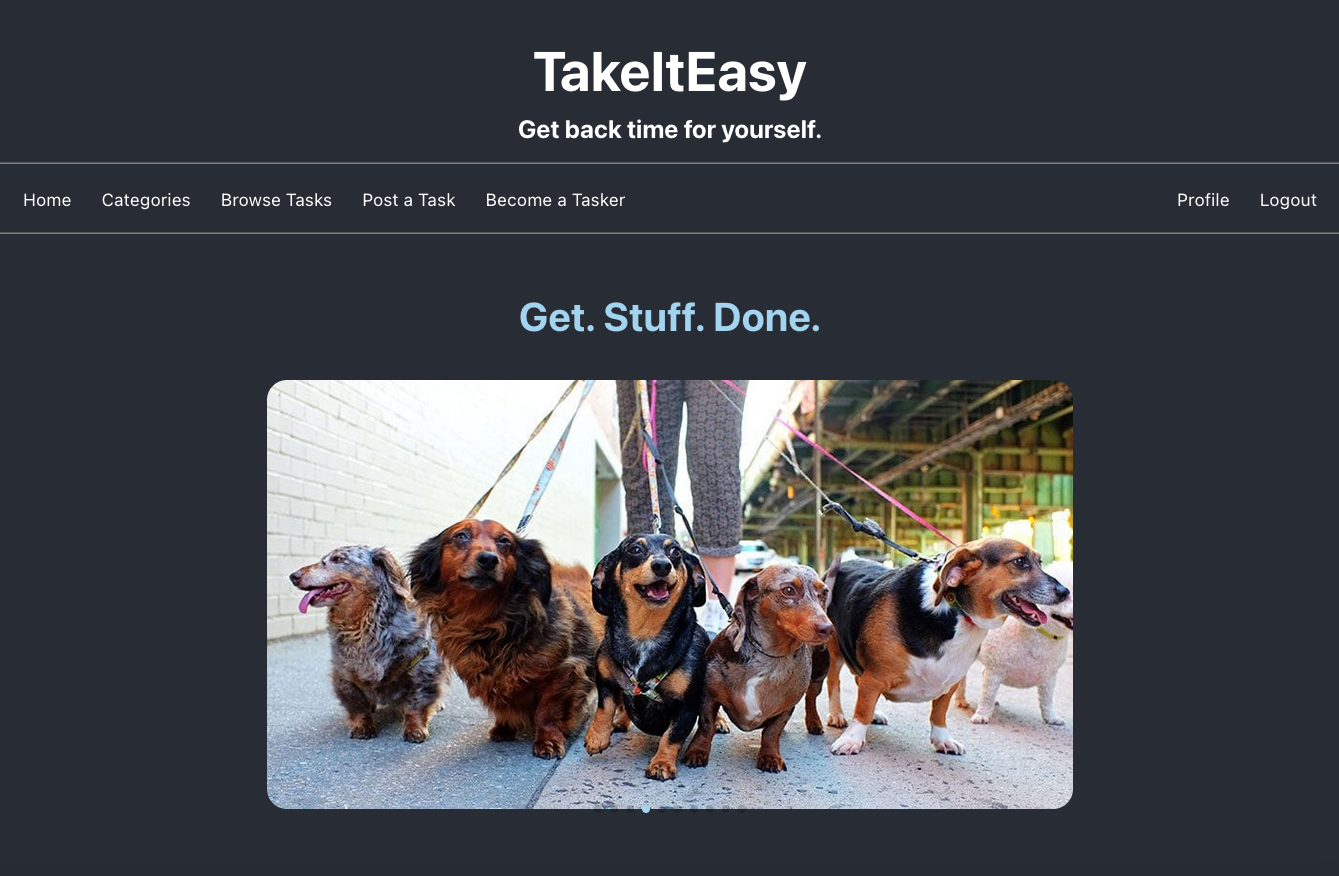 TakeItEasy
Get back time for yourself.
Home Categories Browse Tasks Post a Task Become a Tasker Profile Logout
Get. Stuff. Done.